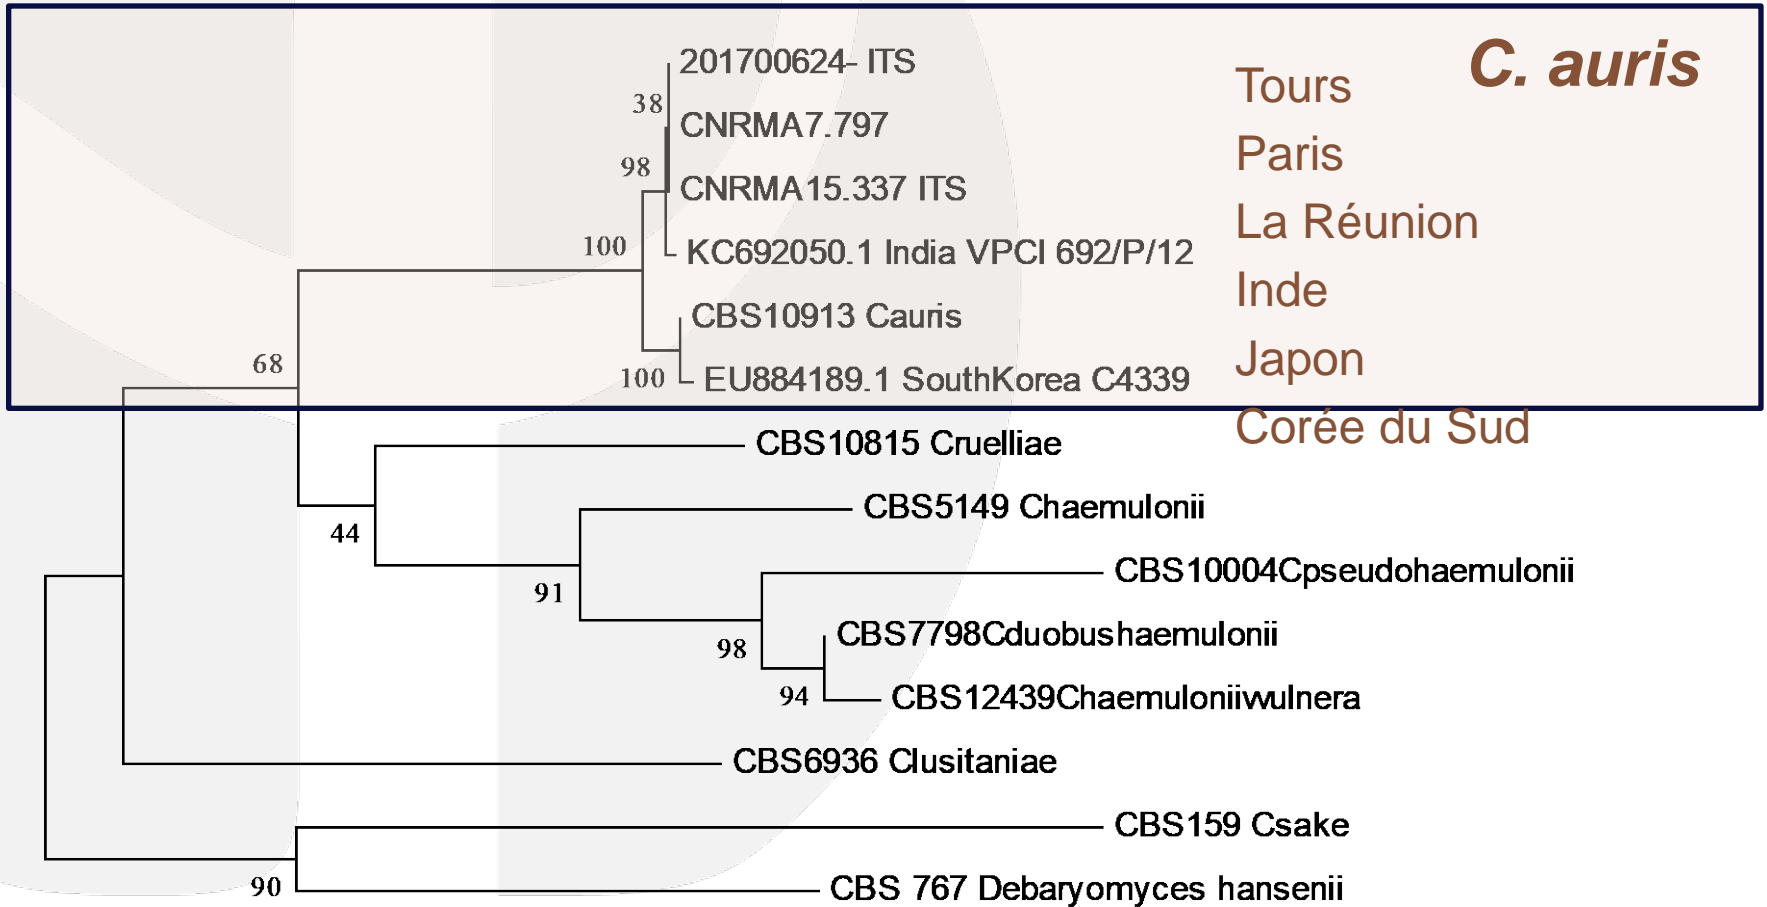 C. auris
201700624- ITS
Tours
38
CNRMA7.797
Paris
98
CNRMA15.337 ITS
La Réunion
100
KC692050.1 India VPCI 692/P/12
Inde
CBS10913 Cauris
Japon
68
100
EU884189.1 SouthKorea C4339
Corée du Sud
CBS10815 Cruelliae
CBS5149 Chaemulonii
44
CBS10004Cpseudohaemulonii
91
CBS7798Cduobushaemulonii
98
94
CBS12439Chaemuloniivvulnera
CBS6936 Clusitaniae
CBS159 Csake
90
CBS 767 Debaryomyces hansenii